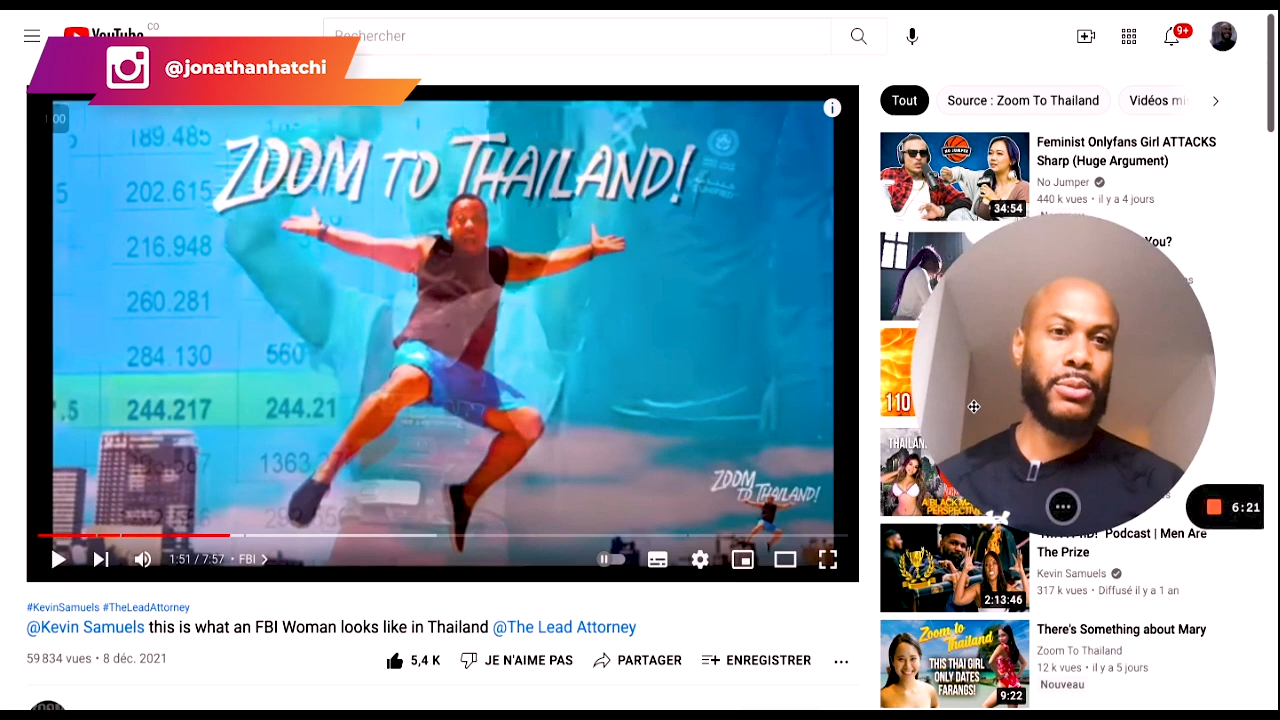 YouTube CO
Rechercher
9+
@jonathanhatchi
Tout
Source : Zoom To Thailand
Vidéos mi
189.485
202.615
216.948
260.281
284.130
560
244.217
244.21
1363
ZOOM TO THAILAND!
ZOOM
TO THAILAND!
1:51 / 7:57 • FBI
#KevinSamuels #TheLeadAttorney
@Kevin Samuels this is what an FBI Woman looks like in Thailand @The Lead Attorney
59 834 vues • 8 déc. 2021
5,4 K
JE N'AIME PAS
PARTAGER
ENREGISTRER
NO JUMPER
34:54
Feminist Onlyfans Girl ATTACKS
Sharp (Huge Argument)
No Jumper
440 k vues • il y a 4 jours
You?
110
THAILAN
A BLACK M
PERSPECTIV
6:21
Podcast | Men Are
The Prize
Kevin Samuels
317 k vues • Diffusé il y a 1 an
2:13:46
Zoom to
Thailand
THIS THAI GIRL
ONLY DATES
FARANGS!
9:22
There's Something about Mary
Zoom To Thailand
12 k vues • il y a 5 jours
Nouveau